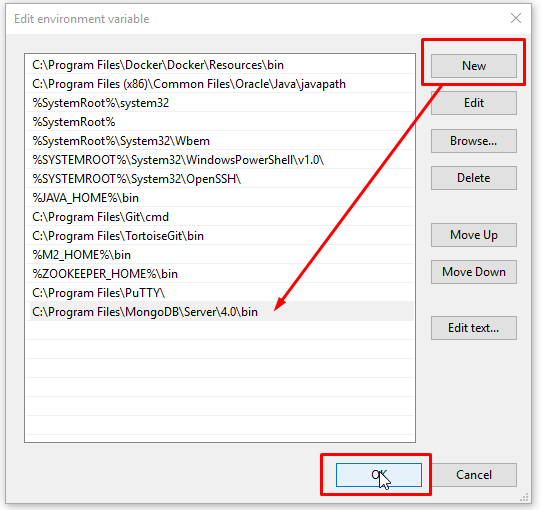 Edit environment variable
C:\Program Files\Docker\Docker\Resources\bin
C:\Program Files (x86)\Common Files\Oracle\Java\javapath
%SystemRoot%\system32
%SystemRoot%
%SystemRoot%\System32\Wbem
%SYSTEMROOT%\System32\WindowsPowerShell\v1.0\
%SYSTEMROOT%\System32\OpenSSH\
%JAVA_HOME%\bin
C:\Program Files\Git\cmd
C:\Program Files\TortoiseGit\bin
%M2_HOME%\bin
%ZOOKEEPER_HOME%\bin
C:\Program Files\PuTTY\
C:\Program Files\MongoDB\Server\4.0\bin
New
Edit
Browse...
Delete
Move Up
Move Down
Edit text...
OK
Cancel